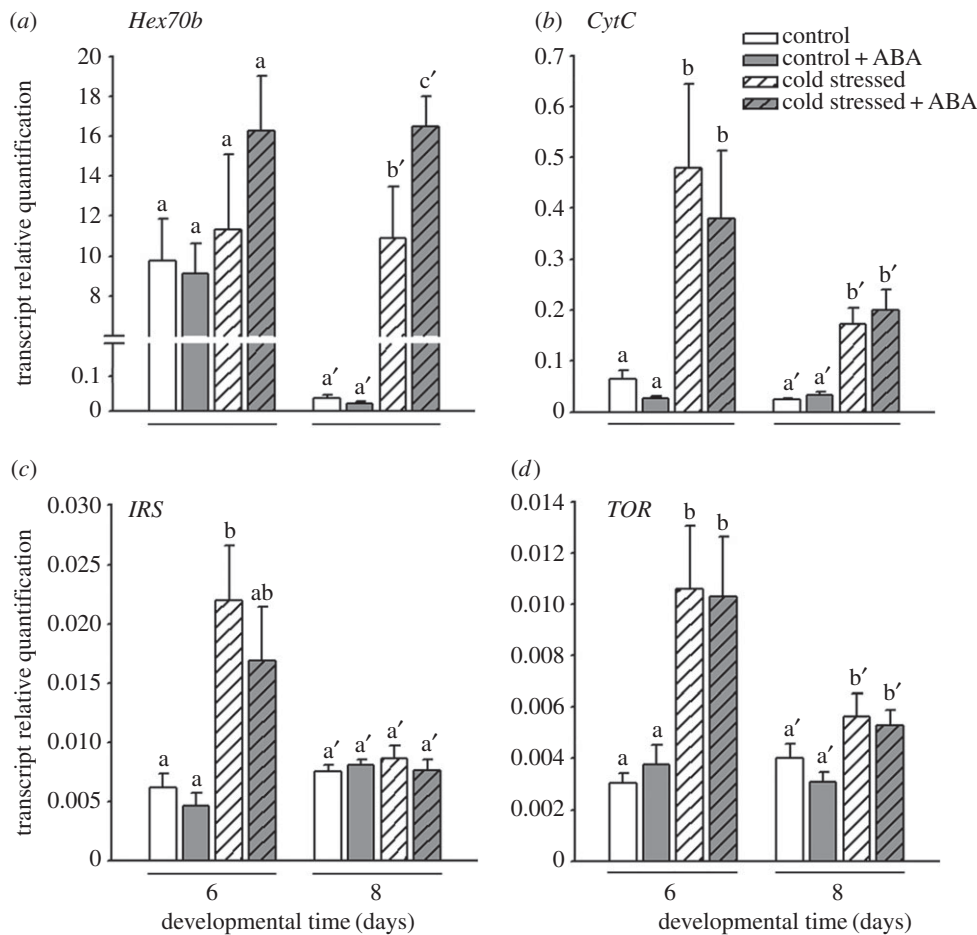 (a) Hex70b
transcript relative quantification
20
18
16
14
12
10
8
0.1
0
a
a
a
a
a′
a′
b′
c′
(b) CytC
control
control + ABA
cold stressed
cold stressed + ABA
0.7
0.6
0.5
0.4
0.3
0.2
0.1
0
a
a
b
b
a′
a′
b′
b′
(c) IRS
transcript relative quantification
0.030
0.025
0.020
0.015
0.010
0.005
0
a
a
b
ab
a′
a′
a′
a′
6
8
developmental time (days)
(d) TOR
0.014
0.012
0.010
0.008
0.006
0.004
0.002
0
a
a
b
b
a′
a′
b′
b′
6
8
developmental time (days)